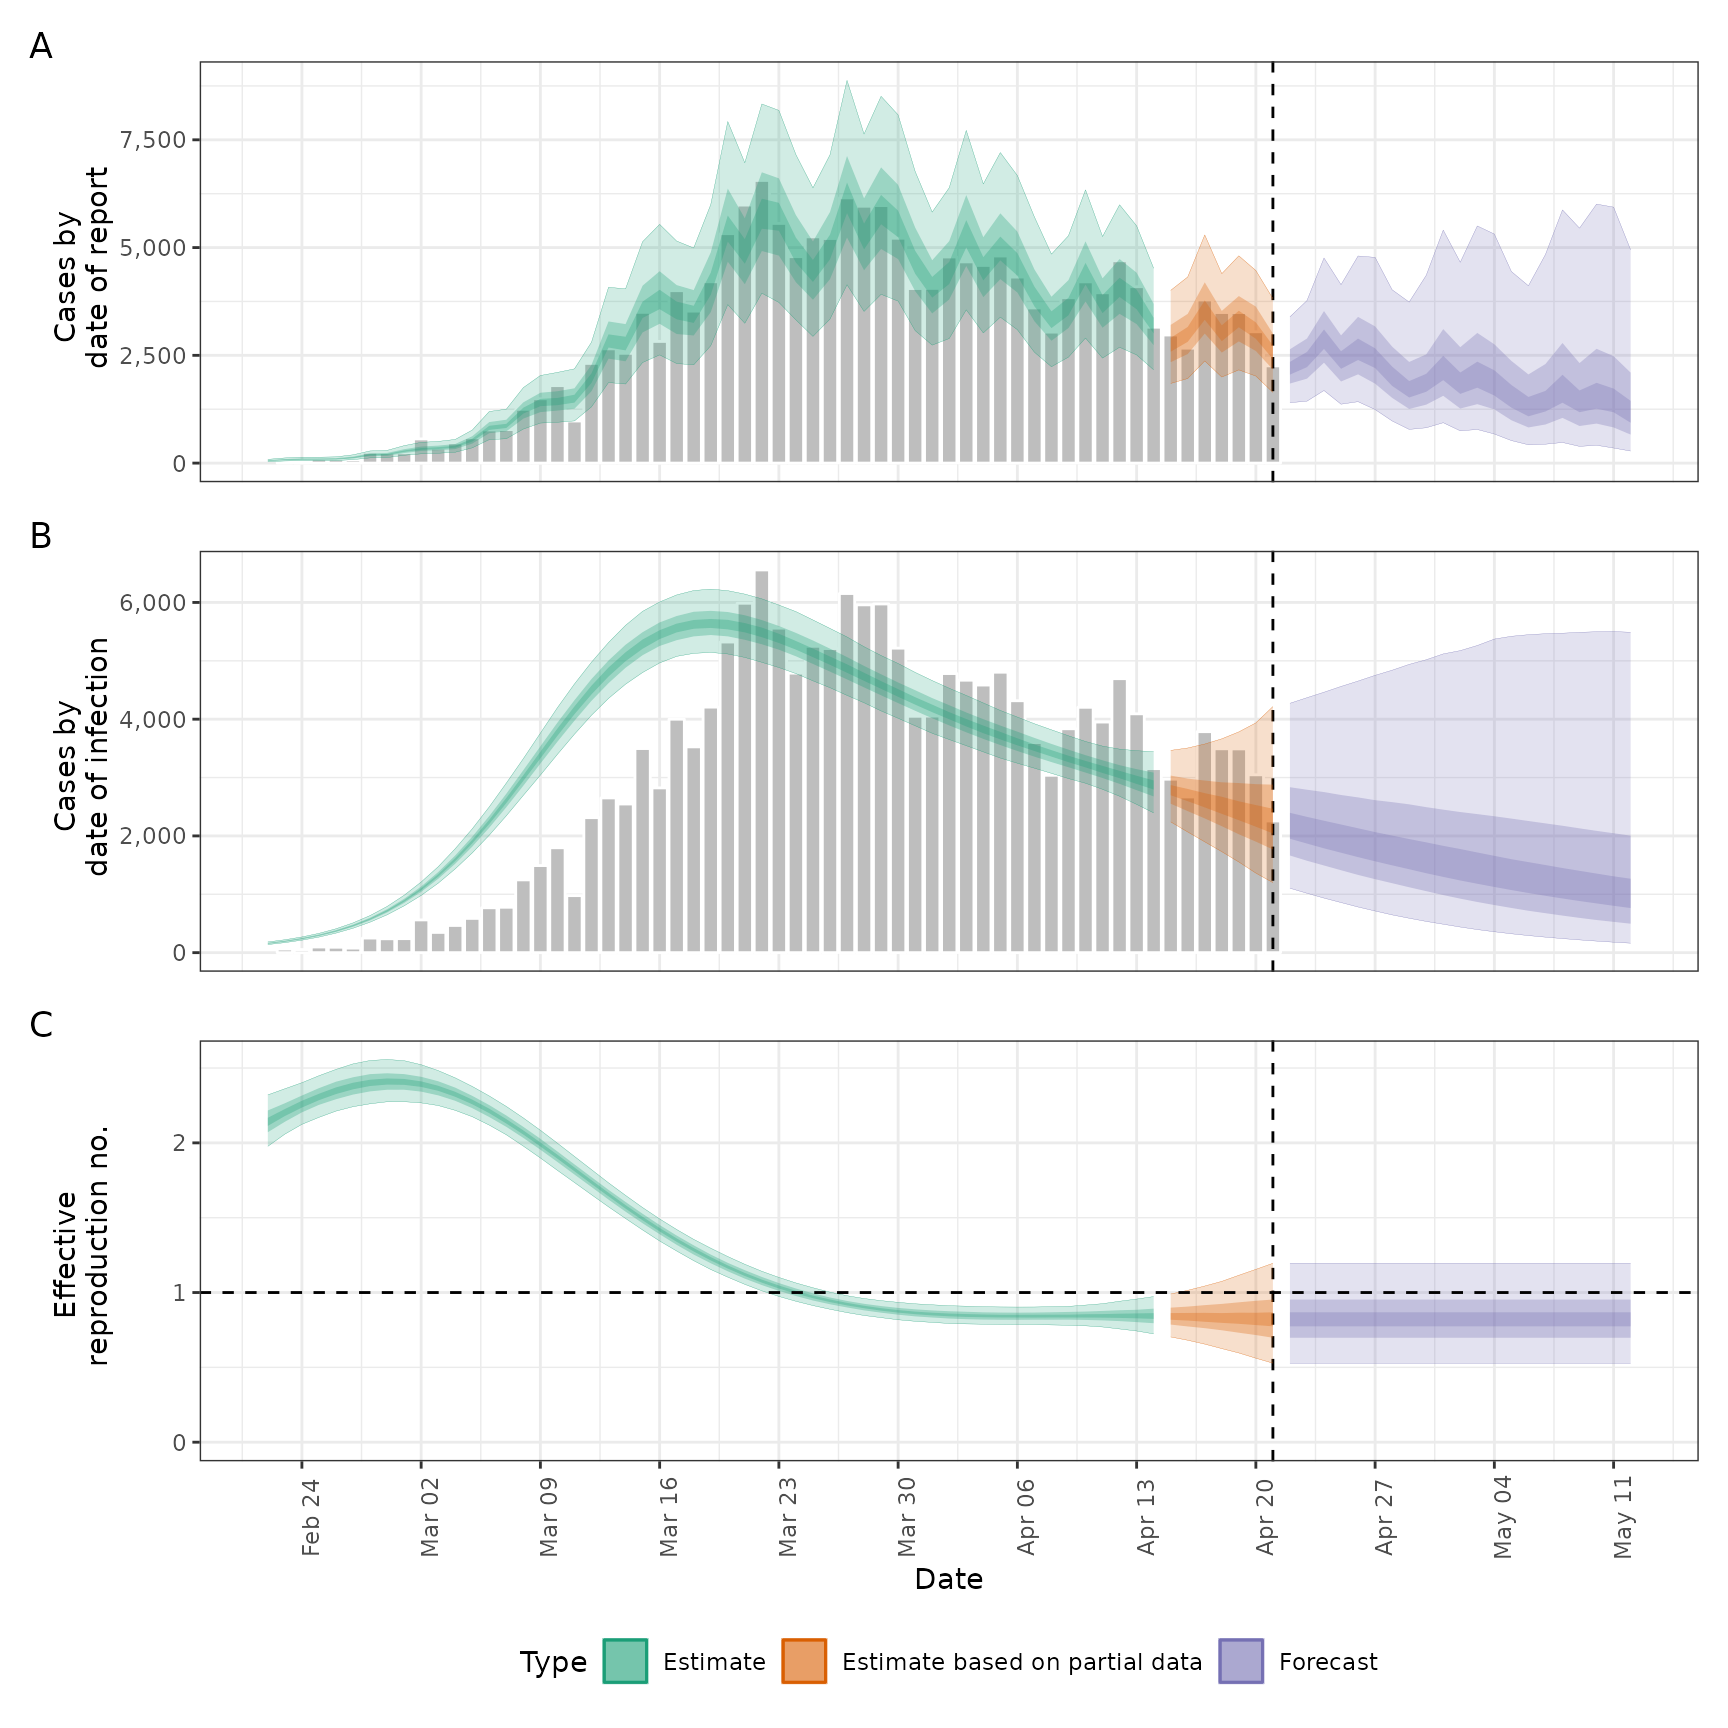 A
Cases by
date of report
7,500
5,000
2,500
0
B
Cases by
date of infection
6,000
4,000
2,000
0
C
Effective
reproduction no.
2
1
0
Feb 24
Mar 02
Mar 09
Mar 16
Mar 23
Mar 30
Apr 06
Apr 13
Apr 20
Apr 27
May 04
May 11
Date
Type Estimate Estimate based on partial data Forecast